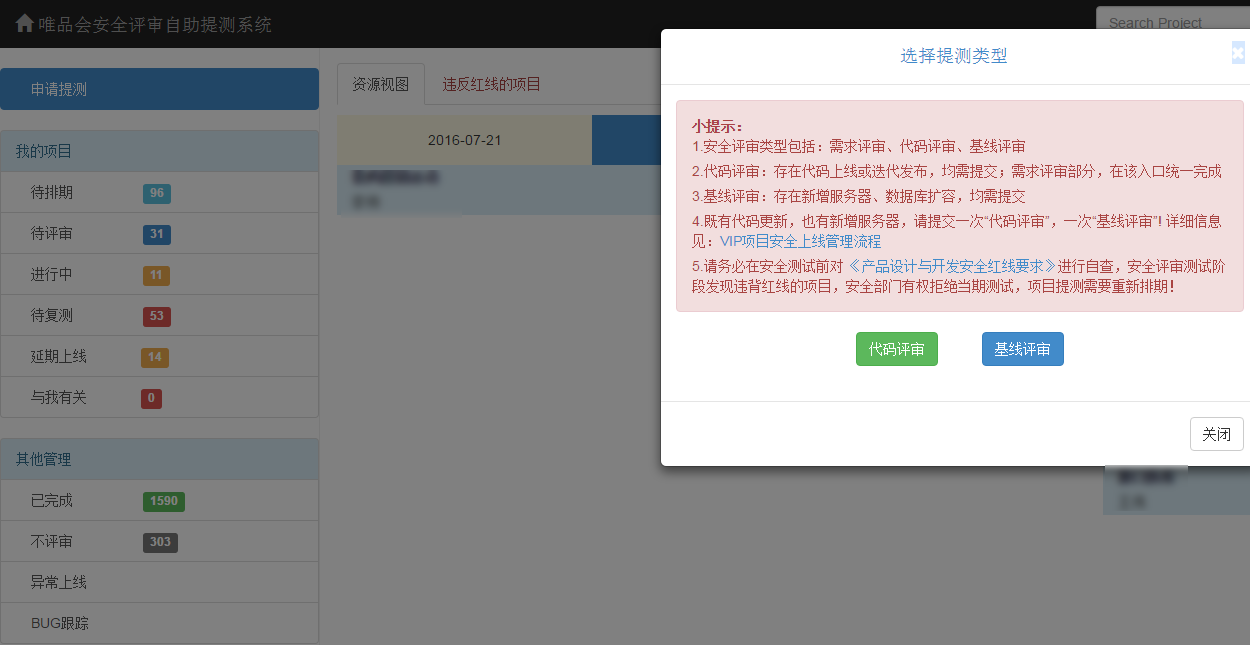 唯品会安全评审自助提测系统
Search Project
申请提测
我的项目
待排期 96
待评审 31
进行中 11
待复测 53
延期上线 14
与我有关 0
其他管理
已完成 1590
不评审 303
异常上线
BUG跟踪
资源视图 违反红线的项目
2016-07-21
选择提测类型
小提示：
1.安全评审类型包括：需求评审、代码评审、基线评审
2.代码评审：存在代码上线或迭代发布，均需提交；需求评审部分，在该入口统一完成
3.基线评审：存在新增服务器、数据库扩容，均需提交
4.既有代码更新，也有新增服务器，请提交一次“代码评审”，一次“基线评审”! 详细信息
见：VIP项目安全上线管理流程
5.请务必在安全测试前对《产品设计与开发安全红线要求》进行自查，安全评审测试阶
段发现违背红线的项目，安全部门有权拒绝当期测试，项目提测需要重新排期！
代码评审 基线评审
关闭